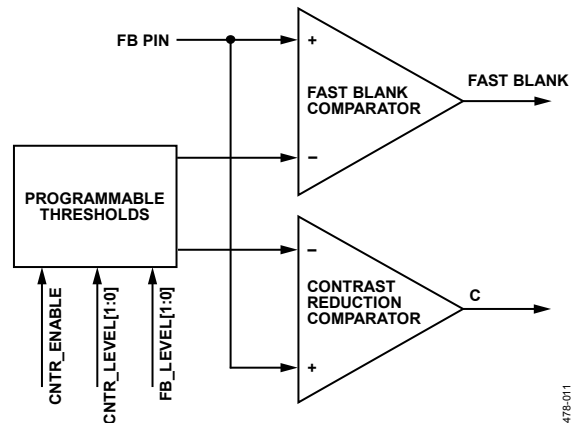 FB PIN
+
FAST BLANK
COMPARATOR
–
FAST BLANK
PROGRAMMABLE
THRESHOLDS
–
CONTRAST
REDUCTION
COMPARATOR
+
C
CNTR_ENABLE
CNTR_LEVEL[1:0]
FB_LEVEL[1:0]
478-011